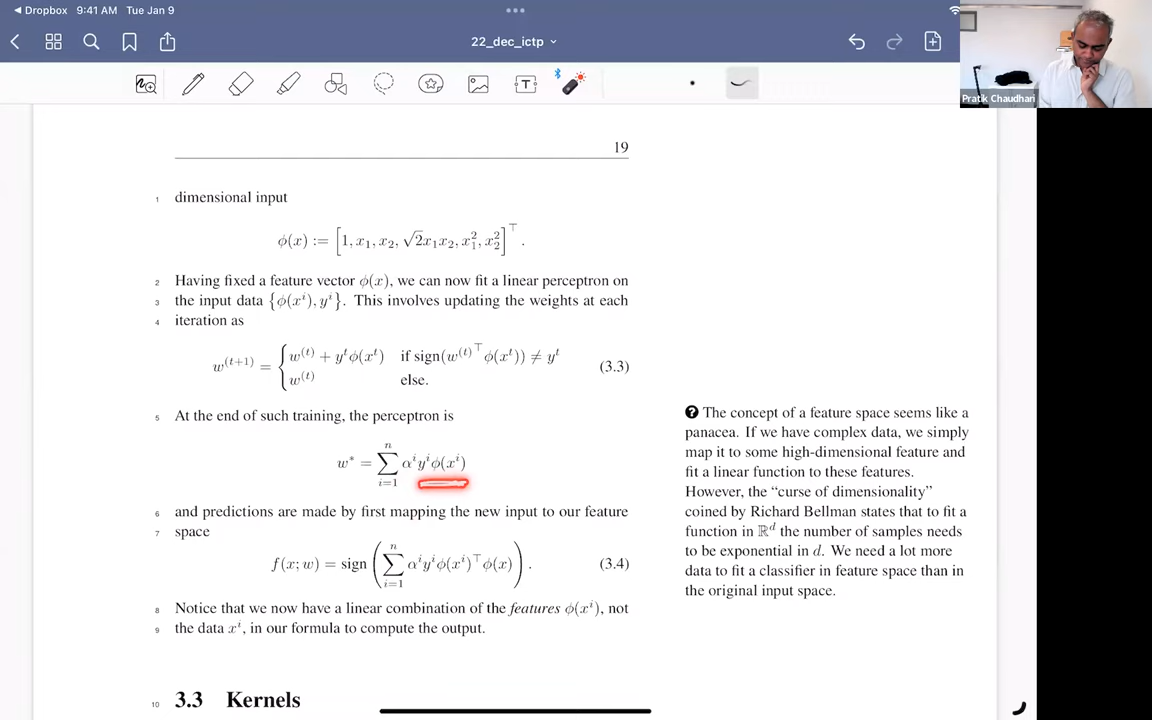 Dropbox 9:41 AM Tue Jan 9
22_dec_ictp
T
Pratik Chaudhari
19
1 dimensional input
ϕ(x) := [1, x₁, x₂, √2x₁x₂, x₁², x₂²]^⊤.
2 Having fixed a feature vector ϕ(x), we can now fit a linear perceptron on
3 the input data {ϕ(xⁱ), yⁱ}. This involves updating the weights at each
4 iteration as
w^(t+1) = { w^(t) + y^t ϕ(x^t) if sign(w^(t)^⊤ ϕ(x^t)) ≠ y^t
w^(t) else. (3.3)
5 At the end of such training, the perceptron is
w* = ∑_{i=1}^{n} αⁱyⁱϕ(xⁱ)
6 and predictions are made by first mapping the new input to our feature
7 space
f(x; w) = sign (∑_{i=1}^{n} αⁱyⁱϕ(xⁱ)^⊤ϕ(x)). (3.4)
8 Notice that we now have a linear combination of the features ϕ(xⁱ), not
9 the data xⁱ, in our formula to compute the output.
10 3.3 Kernels
? The concept of a feature space seems like a
panacea. If we have complex data, we simply
map it to some high-dimensional feature and
fit a linear function to these features.
However, the “curse of dimensionality”
coined by Richard Bellman states that to fit a
function in ℝ^d the number of samples needs
to be exponential in d. We need a lot more
data to fit a classifier in feature space than in
the original input space.